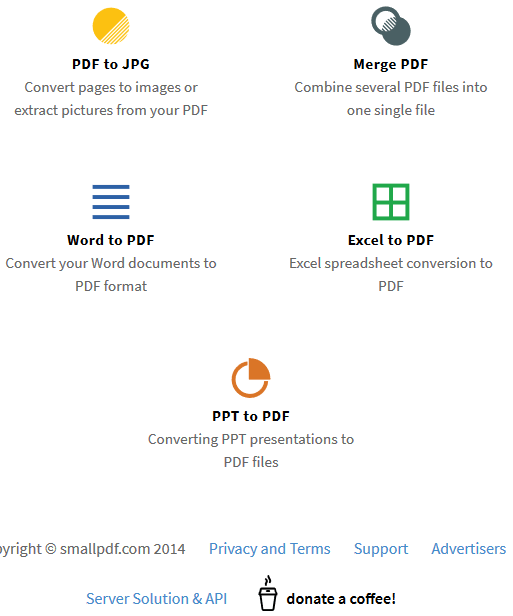 PDF to JPG
Convert pages to images or
extract pictures from your PDF
Merge PDF
Combine several PDF files into
one single file
Word to PDF
Convert your Word documents to
PDF format
Excel to PDF
Excel spreadsheet conversion to
PDF
PPT to PDF
Converting PPT presentations to
PDF files
yright © smallpdf.com 2014 Privacy and Terms Support Advertisers
Server Solution & API donate a coffee!